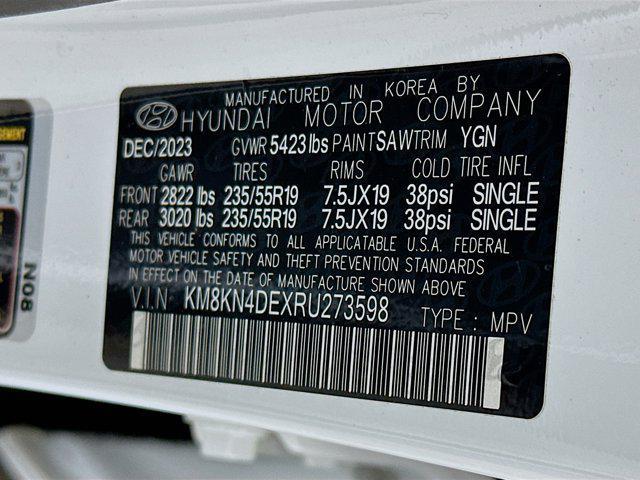 MANUFACTURED IN KOREA BY
HYUNDAI MOTOR COMPANY
DEC/2023 GVWR 5423 lbs PAINT SAW TRIM YGN
GAWR TIRES RIMS COLD TIRE INFL
FRONT 2822 lbs 235/55R19 7.5JX19 38psi SINGLE
REAR 3020 lbs 235/55R19 7.5JX19 38psi SINGLE
THIS VEHICLE CONFORMS TO ALL APPLICATABLE U.S.A. FEDERAL
MOTOR VEHICLE SAFETY AND THEFT PREVENTION STANDARDS
IN EFFECT ON THE DATE OF MANUFACTURE SHOWN ABOVE
V.I.N: KM8KN4DEXRU273598 TYPE : MPV
N08